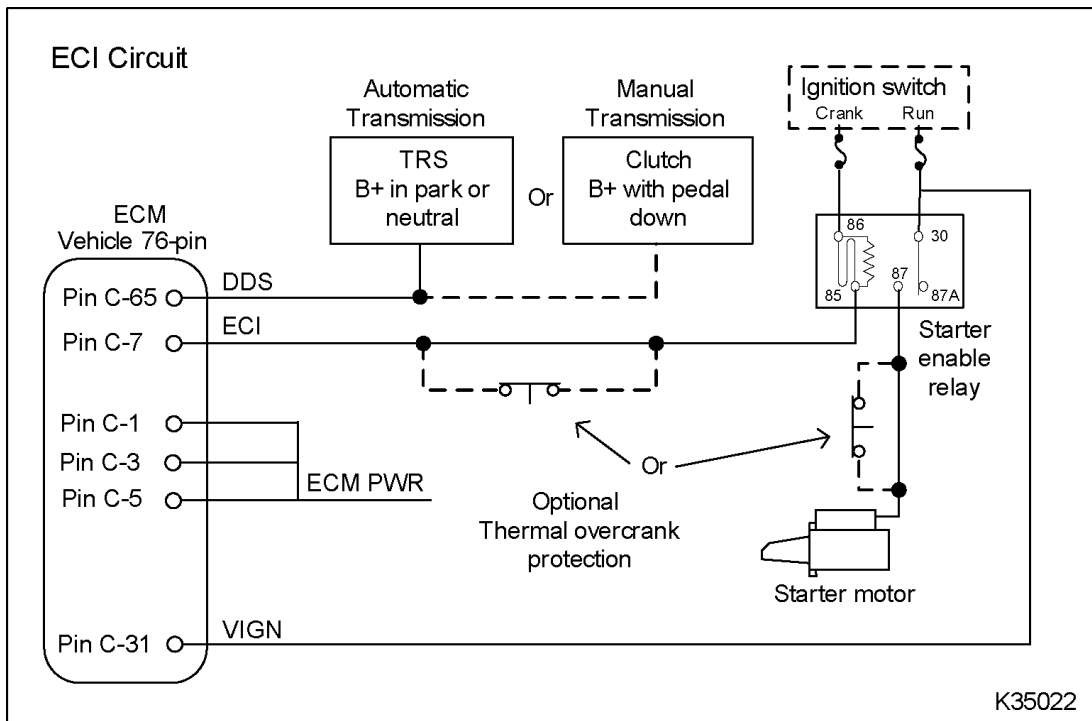 ECI Circuit
Automatic
Transmission
Manual
Transmission
Ignition switch
Crank
Run
TRS
B+ in park or
neutral
Or
Clutch
B+ with pedal
down
ECM
Vehicle 76-pin
86
30
87
85
87A
Starter
enable
relay
Pin C-65
DDS
Pin C-7
ECI
Pin C-1
Pin C-3
Pin C-5
ECM PWR
Or
Optional
Thermal overcrank
protection
Starter motor
Pin C-31
VIGN
K35022